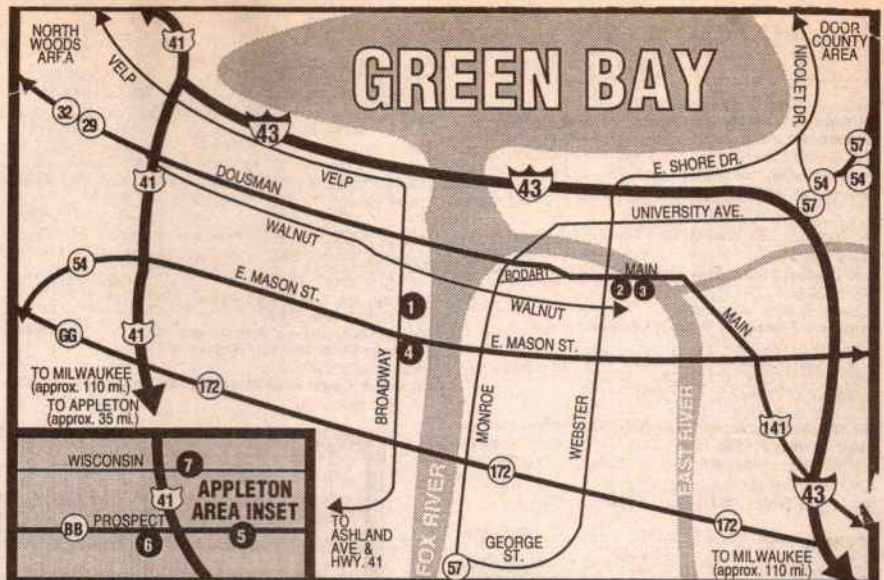 NORTH
WOODS
AREA
41
GREEN BAY
DOOR
COUNTY
AREA
VELP
NICOLET DR.
32
29
43
57
E. SHORE DR.
54
54
41
DOUSMAN
VELP
43
57
UNIVERSITY AVE.
WALNUT
54
E. MASON ST.
BODART
MAIN
2
3
1
WALNUT
MAIN
GG
41
4
E. MASON ST.
TO MILWAUKEE
(approx. 110 mi.)
172
TO APPLETON
(approx. 35 mi.)
BROADWAY
MONROE
WEBSTER
EAST RIVER
141
WISCONSIN
7
41
APPLETON
AREA INSET
172
43
BB
PROSPECT
5
6
TO
ASHLAND
AVE. &
HWY. 41
FOX RIVER
57
GEORGE
ST.
172
TO MILWAUKEE
(approx. 110 mi.)